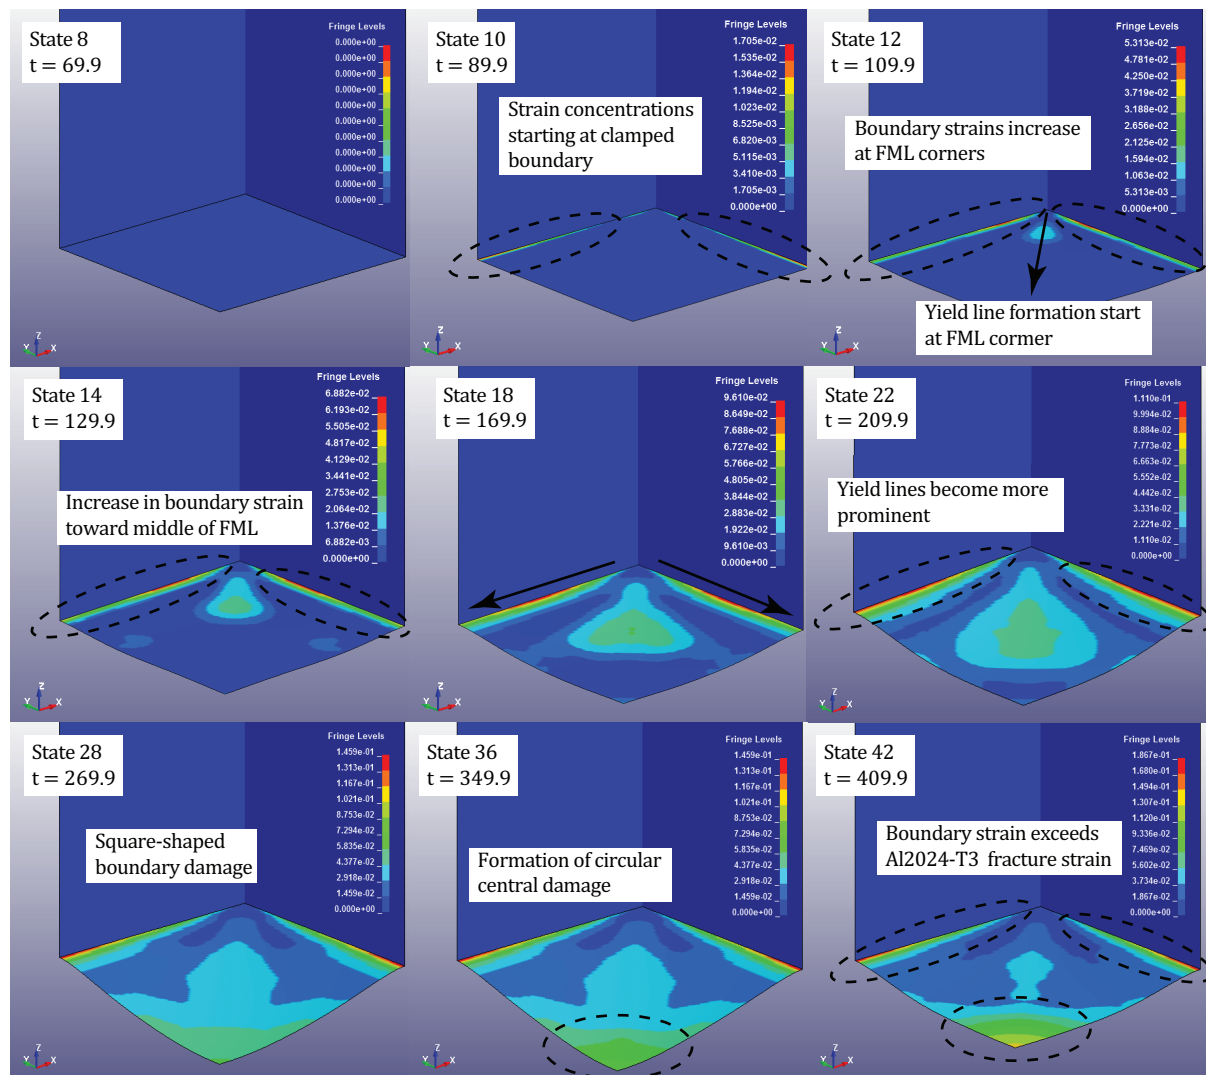 State 8
t = 69.9
Fringe Levels
0.000e+00
0.000e+00
0.000e+00
0.000e+00
0.000e+00
0.000e+00
0.000e+00
0.000e+00
0.000e+00
0.000e+00
0.000e+00
Z
Y
X
State 10
t = 89.9
Fringe Levels
1.705e-02
1.535e-02
1.364e-02
1.194e-02
1.023e-02
8.525e-03
6.820e-03
5.115e-03
3.410e-03
1.705e-03
0.000e+00
Strain concentrations
starting at clamped
boundary
Z
Y
X
State 12
t = 109.9
Fringe Levels
5.313e-02
4.781e-02
4.250e-02
3.719e-02
3.188e-02
2.656e-02
2.125e-02
1.594e-02
1.063e-02
5.313e-03
0.000e+00
Boundary strains increase
at FML corners
Yield line formation start
at FML cormer
Z
Y
X
State 14
t = 129.9
Fringe Levels
6.882e-02
6.193e-02
5.505e-02
4.817e-02
4.129e-02
3.441e-02
2.753e-02
2.064e-02
1.376e-02
6.882e-03
0.000e+00
Increase in boundary strain
toward middle of FML
Z
Y
X
State 18
t = 169.9
Fringe Levels
9.610e-02
8.649e-02
7.688e-02
6.727e-02
5.766e-02
4.805e-02
3.844e-02
2.883e-02
1.922e-02
9.610e-03
0.000e+00
Z
Y
X
State 22
t = 209.9
Fringe Levels
1.110e-01
9.994e-02
8.884e-02
7.773e-02
6.663e-02
5.552e-02
4.442e-02
3.331e-02
2.221e-02
1.110e-02
0.000e+00
Yield lines become more
prominent
Z
Y
X
State 28
t = 269.9
Fringe Levels
1.459e-01
1.313e-01
1.167e-01
1.021e-01
8.753e-02
7.294e-02
5.835e-02
4.377e-02
2.918e-02
1.459e-02
0.000e+00
Square-shaped
boundary damage
Z
Y
X
State 36
t = 349.9
Fringe Levels
1.459e-01
1.313e-01
1.167e-01
1.021e-01
8.753e-02
7.294e-02
5.835e-02
4.377e-02
2.918e-02
1.459e-02
0.000e+00
Formation of circular
central damage
Z
Y
X
State 42
t = 409.9
Fringe Levels
1.867e-01
1.680e-01
1.494e-01
1.307e-01
1.120e-01
9.336e-02
7.469e-02
5.602e-02
3.734e-02
1.867e-02
0.000e+00
Boundary strain exceeds
Al2024-T3 fracture strain
Z
Y
X